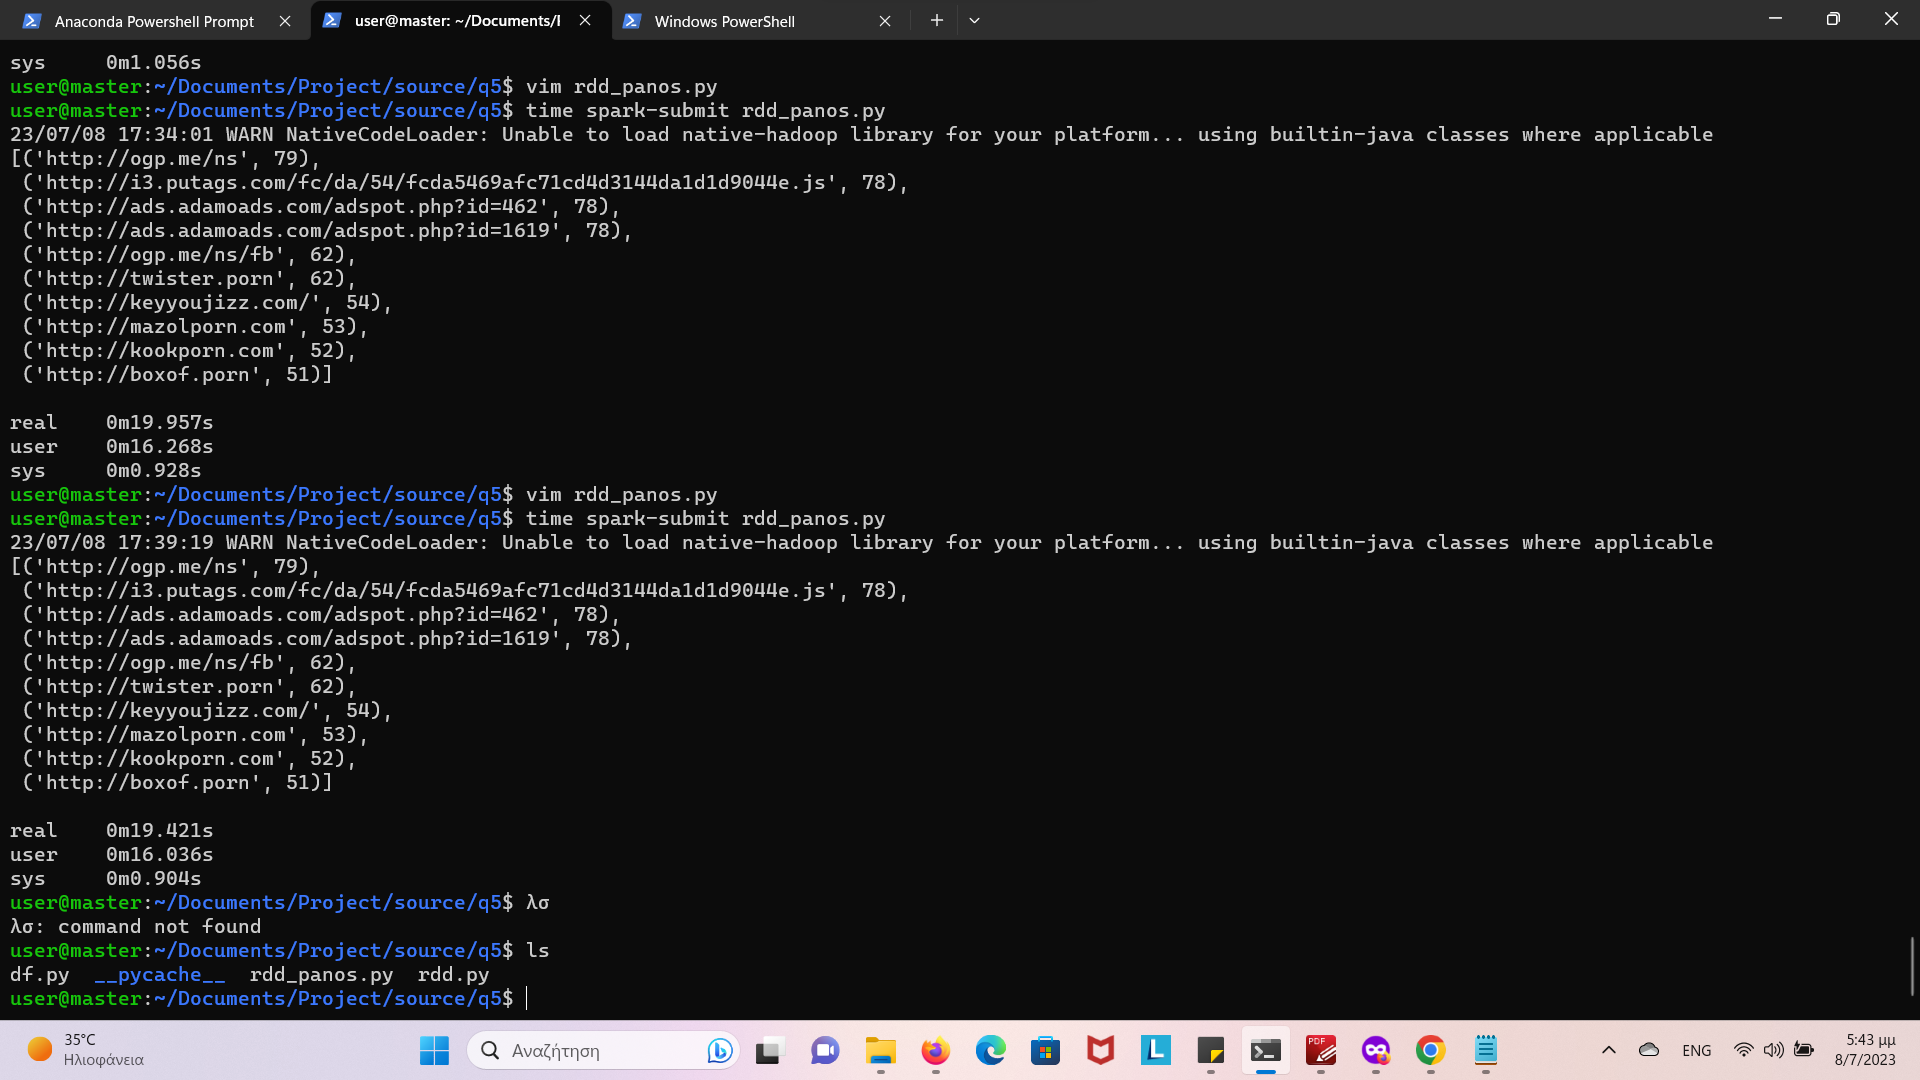 Anaconda Powershell Prompt
user@master: ~/Documents/I
Windows PowerShell
sys     0m1.056s
user@master:~/Documents/Project/source/q5$ vim rdd_panos.py
user@master:~/Documents/Project/source/q5$ time spark-submit rdd_panos.py
23/07/08 17:34:01 WARN NativeCodeLoader: Unable to load native-hadoop library for your platform... using builtin-java classes where applicable
[('http://ogp.me/ns', 79),
 ('http://i3.putags.com/fc/da/54/fcda5469afc71cd4d3144da1d1d9044e.js', 78),
 ('http://ads.adamoads.com/adspot.php?id=462', 78),
 ('http://ads.adamoads.com/adspot.php?id=1619', 78),
 ('http://ogp.me/ns/fb', 62),
 ('http://twister.porn', 62),
 ('http://keyyoujizz.com/', 54),
 ('http://mazolporn.com', 53),
 ('http://kookporn.com', 52),
 ('http://boxof.porn', 51)]
real    0m19.957s
user    0m16.268s
sys     0m0.928s
user@master:~/Documents/Project/source/q5$ vim rdd_panos.py
user@master:~/Documents/Project/source/q5$ time spark-submit rdd_panos.py
23/07/08 17:39:19 WARN NativeCodeLoader: Unable to load native-hadoop library for your platform... using builtin-java classes where applicable
[('http://ogp.me/ns', 79),
 ('http://i3.putags.com/fc/da/54/fcda5469afc71cd4d3144da1d1d9044e.js', 78),
 ('http://ads.adamoads.com/adspot.php?id=462', 78),
 ('http://ads.adamoads.com/adspot.php?id=1619', 78),
 ('http://ogp.me/ns/fb', 62),
 ('http://twister.porn', 62),
 ('http://keyyoujizz.com/', 54),
 ('http://mazolporn.com', 53),
 ('http://kookporn.com', 52),
 ('http://boxof.porn', 51)]
real    0m19.421s
user    0m16.036s
sys     0m0.904s
user@master:~/Documents/Project/source/q5$ λσ
λσ: command not found
user@master:~/Documents/Project/source/q5$ ls
df.py  __pycache__  rdd_panos.py  rdd.py
user@master:~/Documents/Project/source/q5$
35°C
Ηλιοφάνεια
Αναζήτηση
L
PDF
ENG
5:43 μμ
8/7/2023